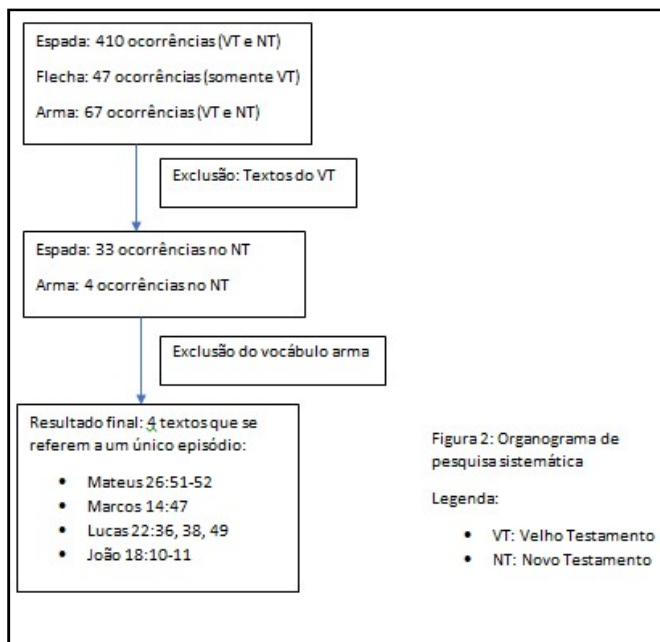 Espada: 410 ocorrências (VT e NT)
Flecha: 47 ocorrências (somente VT)
Arma: 67 ocorrências (VT e NT)
Exclusão: Textos do VT
Espada: 33 ocorrências no NT
Arma: 4 ocorrências no NT
Exclusão do vocábulo arma
Resultado final: 4 textos que se
referem a um único episódio:
• Mateus 26:51-52
• Marcos 14:47
• Lucas 22:36, 38, 49
• João 18:10-11
Figura 2: Organograma de
pesquisa sistemática
Legenda:
• VT: Velho Testamento
• NT: Novo Testamento